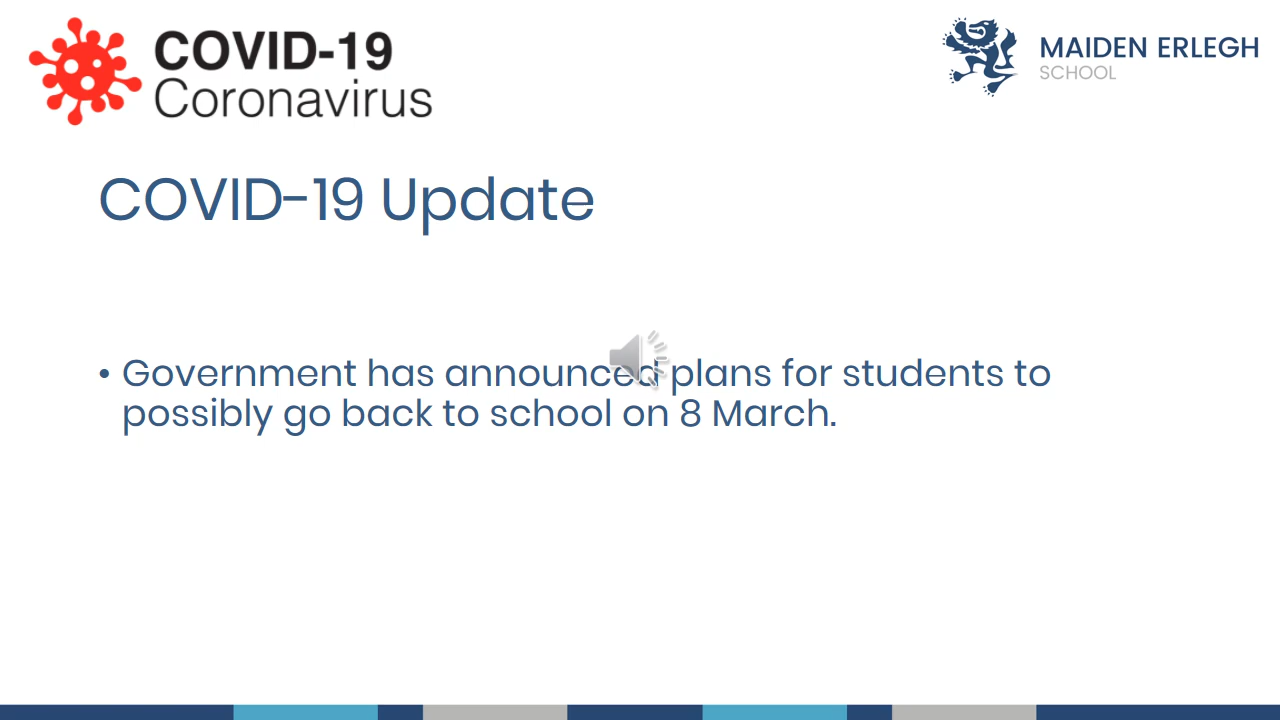 COVID-19
Coronavirus
MAIDEN ERLEGH
SCHOOL
COVID-19 Update
• Government has announced plans for students to
possibly go back to school on 8 March.